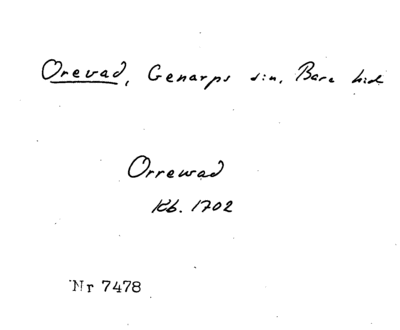 Orevad, Genarps sn, Bara hd
Orrewad
Kb. 1702
Nr 7478